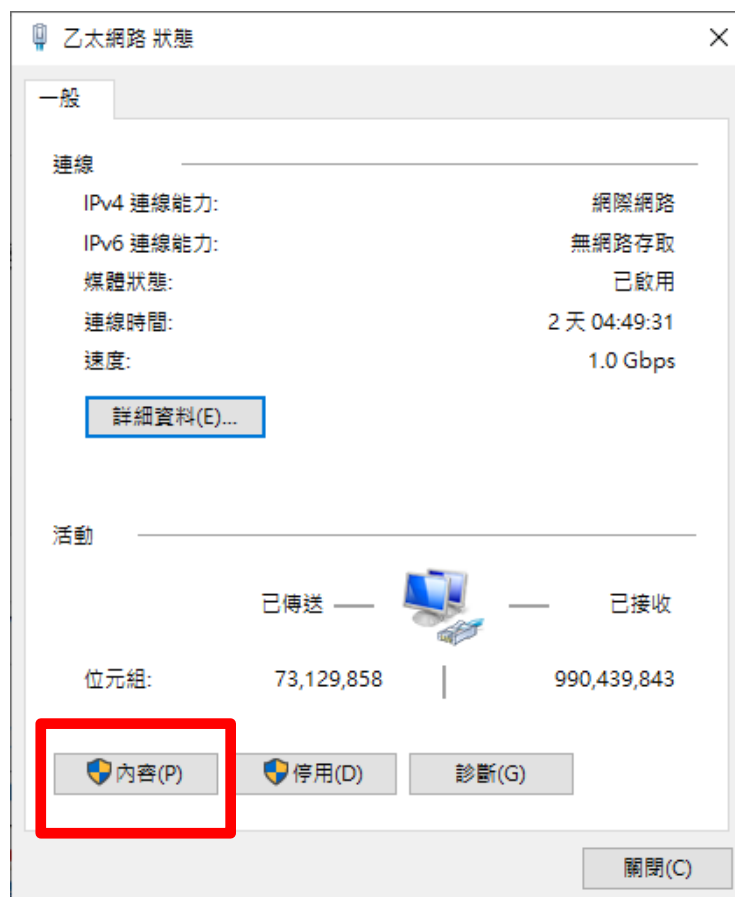 乙太網路 狀態
一般
連線
IPv4 連線能力: 網際網路
IPv6 連線能力: 無網路存取
媒體狀態: 已啟用
連線時間: 2 天 04:49:31
速度: 1.0 Gbps
詳細資料(E)...
活動
已傳送 已接收
位元組: 73,129,858 990,439,843
內容(P) 停用(D) 診斷(G)
關閉(C)